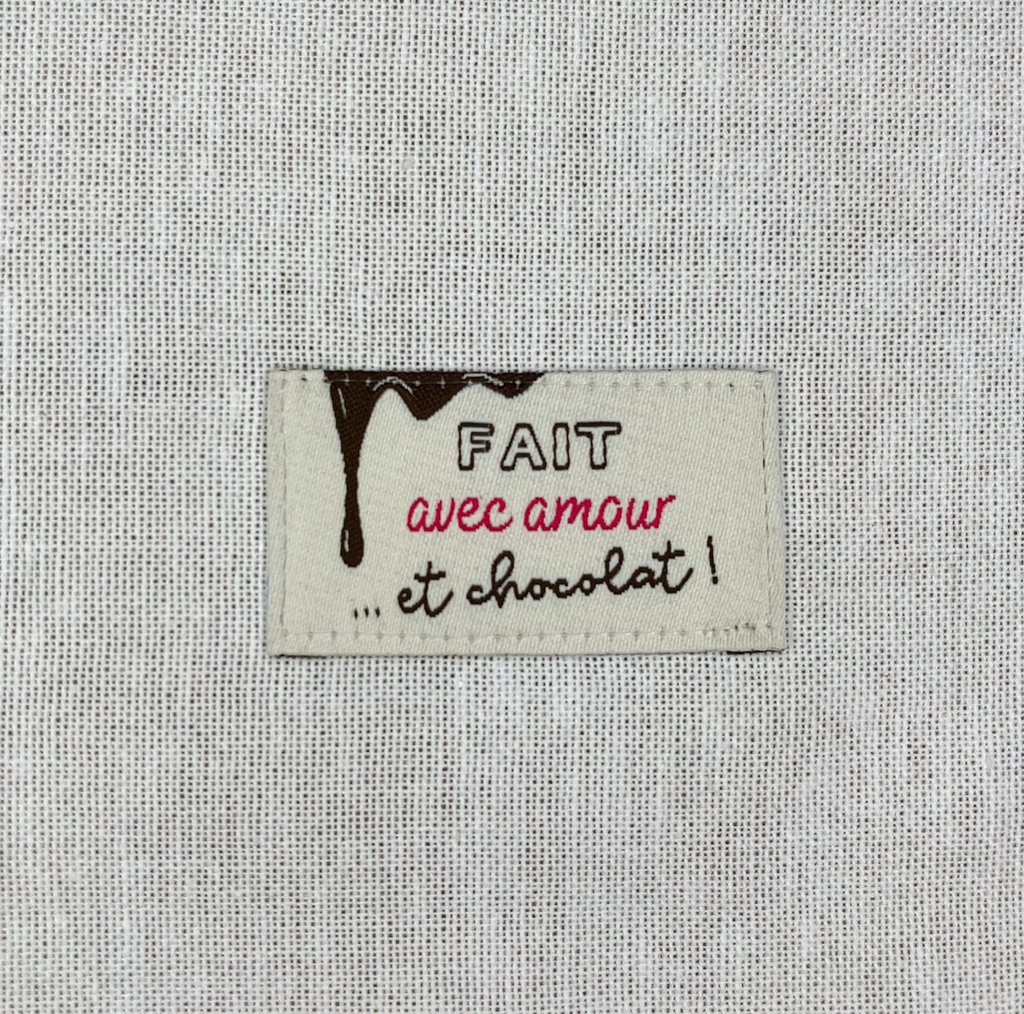 FAIT
avec amour
... et chocolat !